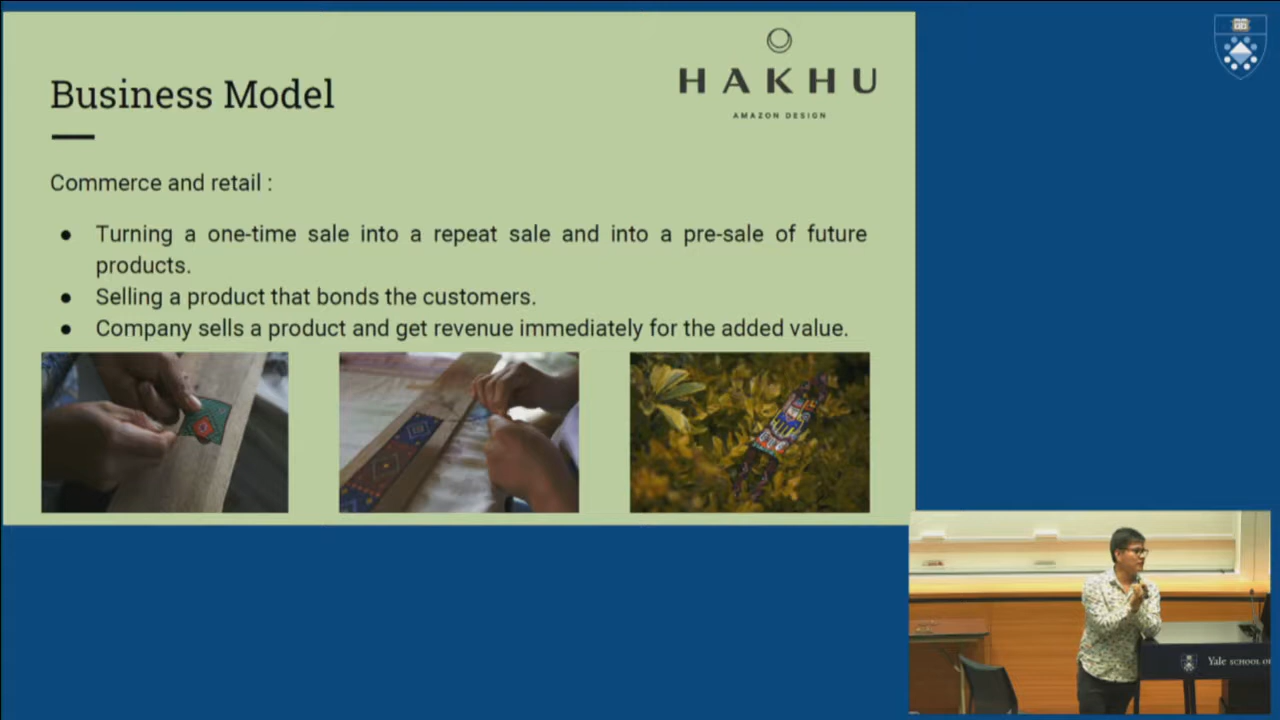 Business Model
HAKHU
AMAZON DESIGN
Commerce and retail :
● Turning a one-time sale into a repeat sale and into a pre-sale of future
products.
● Selling a product that bonds the customers.
● Company sells a product and get revenue immediately for the added value.
Yale SCHOOL OF